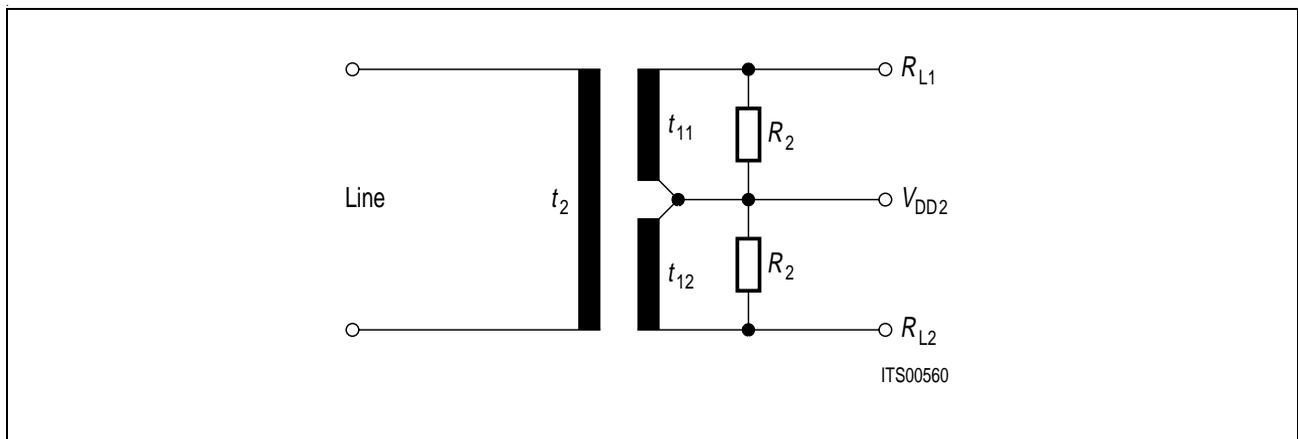 R_L1
t_11
R_2
Line
t_2
V_DD2
t_12
R_2
R_L2
ITS00560